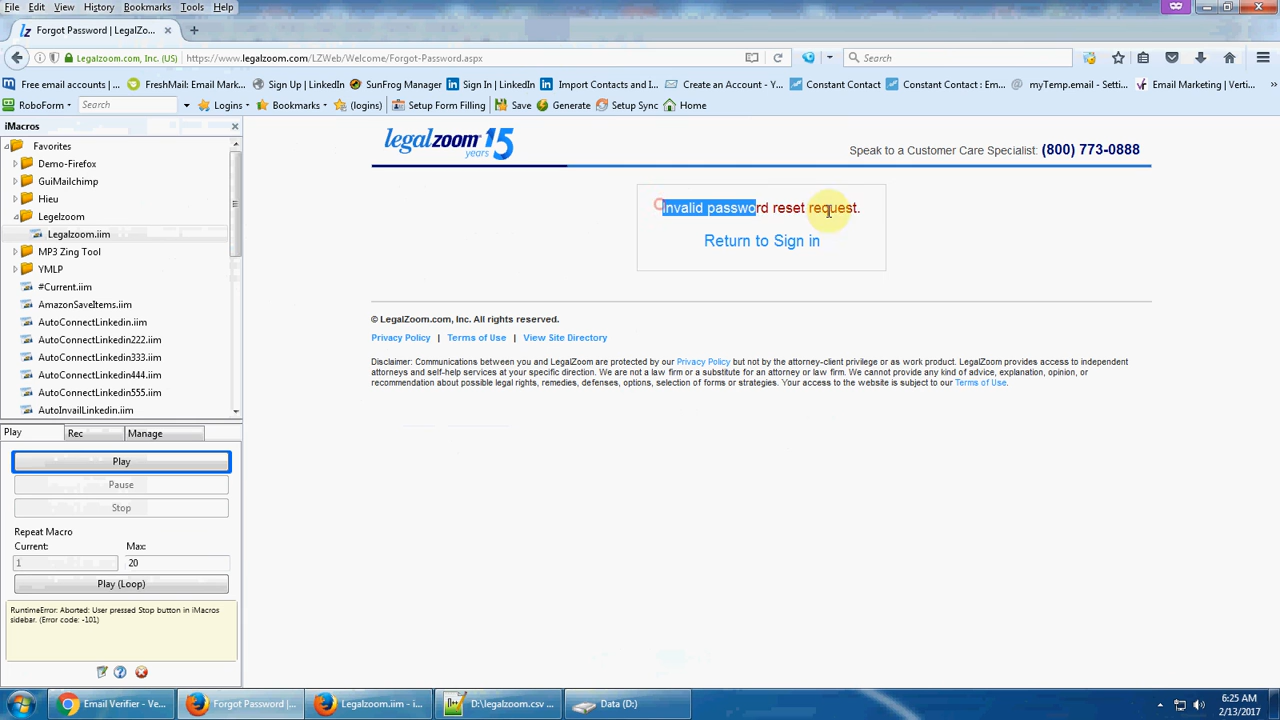 File Edit View History Bookmarks Tools Help
Forgot Password | LegalZo...
Legalzoom.com, Inc. (US) https://www.legalzoom.com/LZWeb/Welcome/Forgot-Password.aspx Search
Free email accounts |... FreshMail: Email Mark... Sign Up | LinkedIn SunFrog Manager Sign In | LinkedIn Import Contacts and I... Create an Account - Y... Constant Contact Constant Contact : L... myTemp.email - Setti... Email Marketing | Verti...
RoboForm Search Logins Bookmarks (logins) Setup Form Filling Save Generate Setup Sync Home
iMacros
Favorites
Demo-Firefox
GuiMailchimp
Hieu
Legelzoom
Legalzoom.iim
MP3 Zing Tool
YMLP
#Current.iim
AmazonSaveItems.iim
AutoConnectLinkedin.iim
AutoConnectLinkedin222.iim
AutoConnectLinkedin333.iim
AutoConnectLinkedin444.iim
AutoConnectLinkedin555.iim
AutoInvailLinkedin.iim
Play Rec Manage
Play
Pause
Stop
Repeat Macro
Current: Max:
1 20
Play (Loop)
RuntimeError: Aborted: User pressed Stop button in iMacros
sidebar. (Error code: -101)
legalzoom 15
years
Speak to a Customer Care Specialist: (800) 773-0888
Invalid password reset request.
Return to Sign in
© LegalZoom.com, Inc. All rights reserved.
Privacy Policy | Terms of Use | View Site Directory
Disclaimer: Communications between you and LegalZoom are protected by our Privacy Policy but not by the attorney-client privilege or as work product. LegalZoom provides access to independent
attorneys and self-help services at your specific direction. We are not a law firm or a substitute for an attorney or law firm. We cannot provide any kind of advice, explanation, opinion, or
recommendation about possible legal rights, remedies, defenses, options, selection of forms or strategies. Your access to the website is subject to our Terms of Use.
Email Verifier - Ve... Forgot Password |... Legalzoom.iim - i... D:\legalzoom.csv ... Data (D:) 6:25 AM
2/13/2017